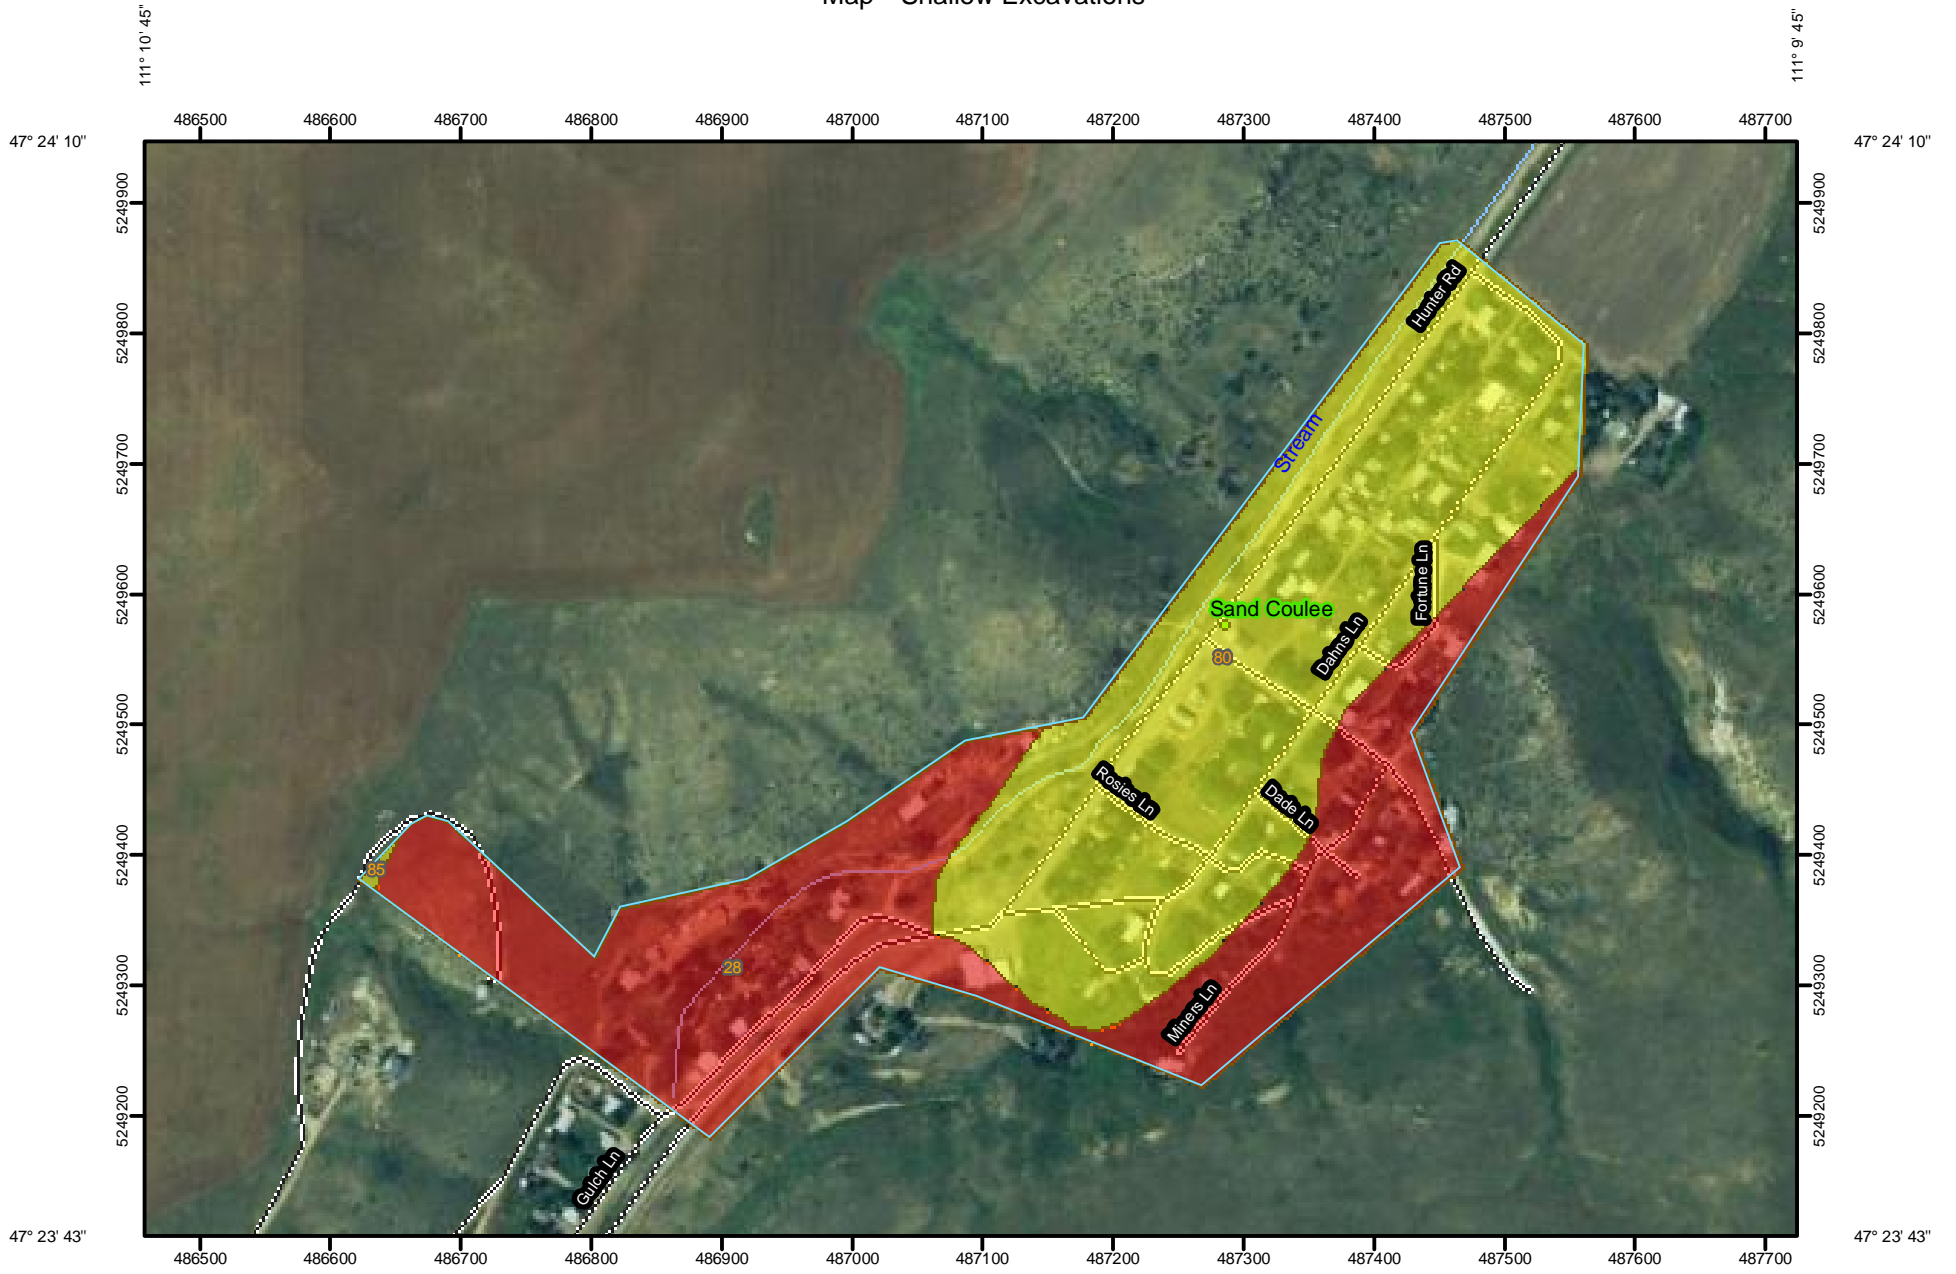 Map—Shallow Excavations
111° 10' 45"
111° 9' 45"
486500 486600 486700 486800 486900 487000 487100 487200 487300 487400 487500 487600 487700
47° 24' 10"
47° 24' 10"
5249900
5249900
Hunter Rd
5249800
5249800
Stream
5249700
5249700
Fortune Ln
5249600
5249600
Sand Coulee
Dahns Ln
80
5249500
5249500
Rosies Ln
Dade Ln
5249400
5249400
85
28
5249300
5249300
Miners Ln
5249200
5249200
Gulch Ln
47° 23' 43"
47° 23' 43"
486500 486600 486700 486800 486900 487000 487100 487200 487300 487400 487500 487600 487700